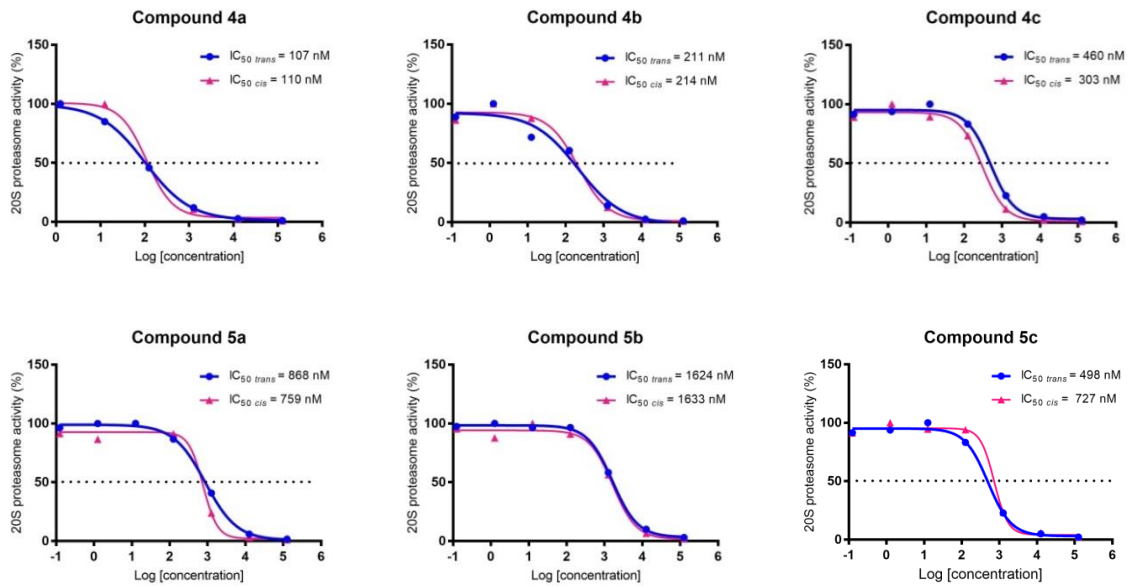 Compound 4a
20S proteasome activity (%)
150
100
50
0
0 1 2 3 4 5 6
Log [concentration]
IC50 trans = 107 nM
IC50 cis = 110 nM
Compound 4b
20S proteasome activity (%)
150
100
50
0
-1 0 1 2 3 4 5 6
Log [concentration]
IC50 trans = 211 nM
IC50 cis = 214 nM
Compound 4c
20S proteasome activity (%)
150
100
50
0
-1 0 1 2 3 4 5 6
Log [concentration]
IC50 trans = 460 nM
IC50 cis = 303 nM
Compound 5a
20S proteasome activity (%)
150
100
50
0
-1 0 1 2 3 4 5 6
Log [concentration]
IC50 trans = 868 nM
IC50 cis = 759 nM
Compound 5b
20S proteasome activity (%)
150
100
50
0
-1 0 1 2 3 4 5 6
Log [concentration]
IC50 trans = 1624 nM
IC50 cis = 1633 nM
Compound 5c
20S proteasome activity (%)
150
100
50
0
-1 0 1 2 3 4 5 6
Log [concentration]
IC50 trans = 498 nM
IC50 cis = 727 nM